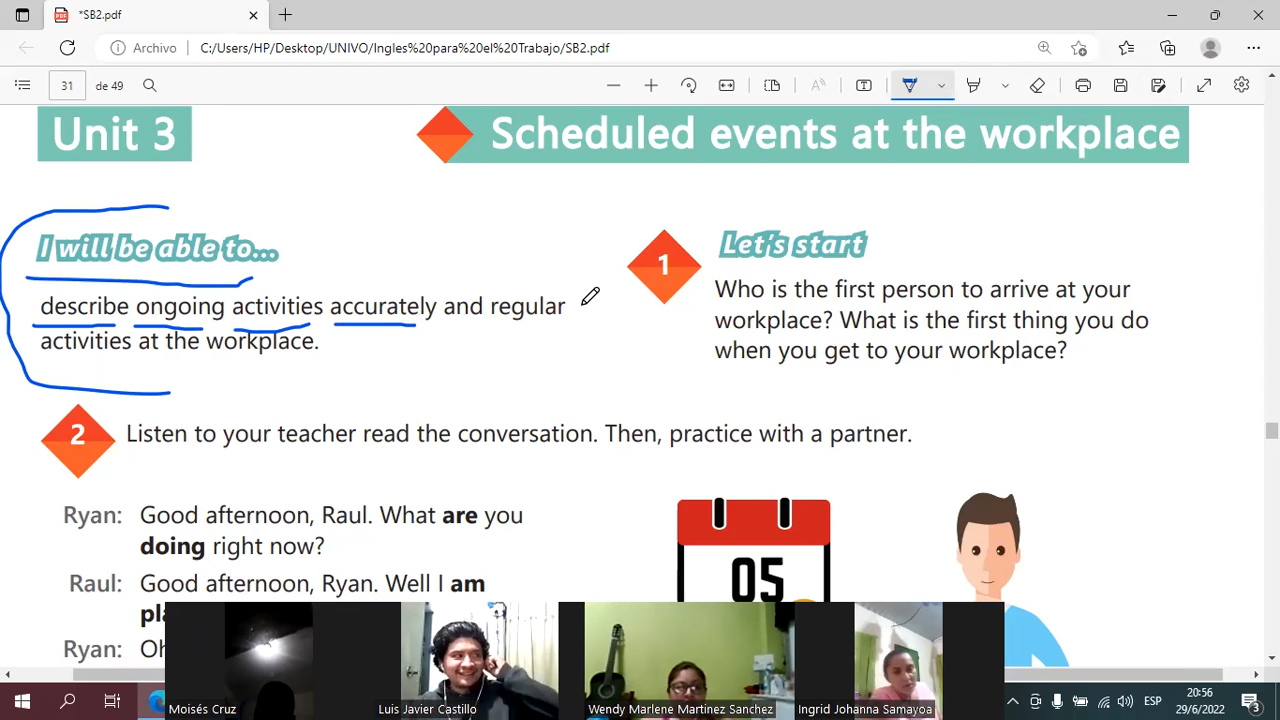 *SB2.pdf
Archivo C:/Users/HP/Desktop/UNIVO/Ingles%20para%20el%20Trabajo/SB2.pdf
31 de 49
Unit 3 Scheduled events at the workplace
I will be able to...
describe ongoing activities accurately and regular
activities at the workplace.
1 Let's start
Who is the first person to arrive at your
workplace? What is the first thing you do
when you get to your workplace?
2 Listen to your teacher read the conversation. Then, practice with a partner.
Ryan: Good afternoon, Raul. What are you
doing right now?
Raul: Good afternoon, Ryan. Well I am
Ryan:
05
Moisés Cruz
Luis Javier Castillo
Wendy Marlene Martinez Sanchez
Ingrid Johanna Samayoa
ESP
20:56
29/6/2022
3